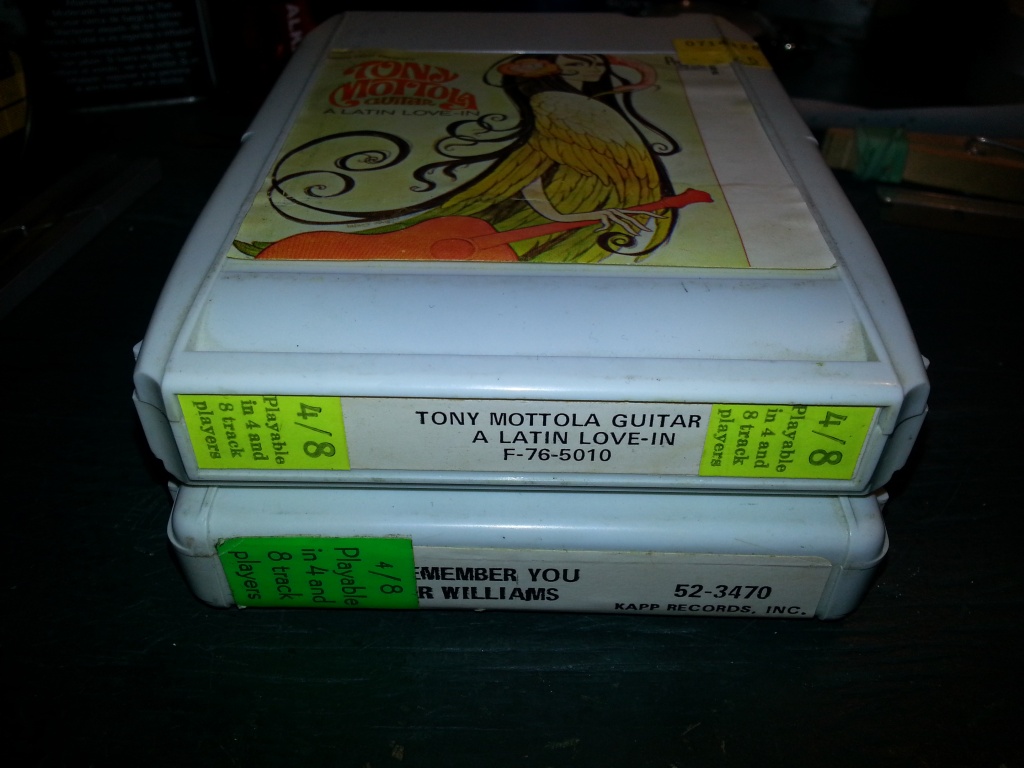 TONY
MOTTOLA
GUITAR
A LATIN LOVE-IN
4/8
Playable
in 4 and
8 track
players
TONY MOTTOLA GUITAR
A LATIN LOVE-IN
F-76-5010
4/8
Playable
in 4 and
8 track
players
4/8
Playable
in 4 and
8 track
players
EMEMBER YOU
R WILLIAMS
52-3470
KAPP RECORDS, INC.